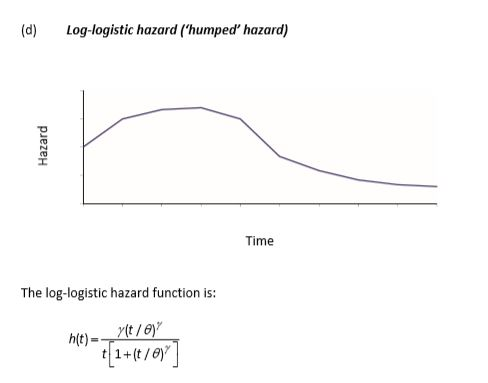 (d) Log-logistic hazard (‘humped’ hazard)
Hazard
Time
The log-logistic hazard function is:
h(t) = γ(t / θ)^γ / t[1+(t / θ)^γ]